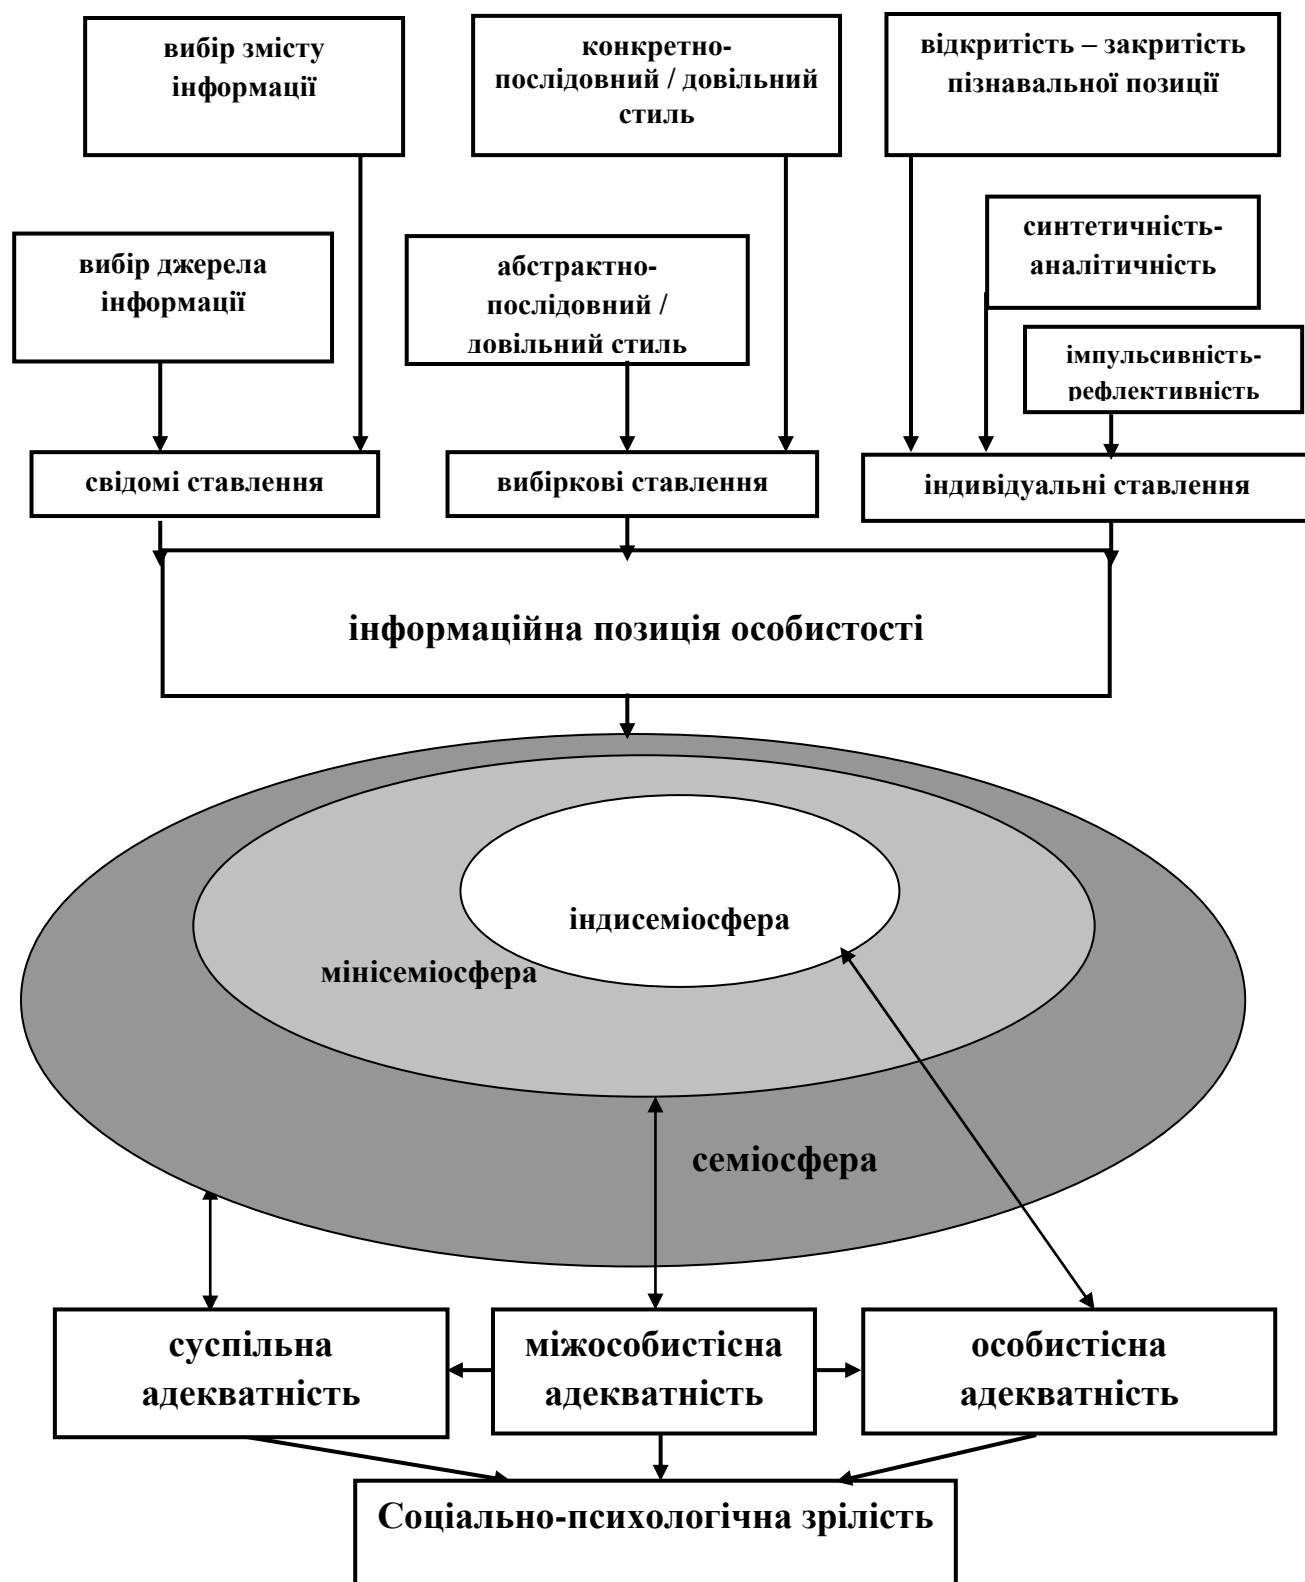 вибір змісту
інформації
конкретно-
послідовний / довільний
стиль
відкритість – закритість
пізнавальної позиції
синтетичність-
аналітичність
вибір джерела
інформації
абстрактно-
послідовний /
довільний стиль
імпульсивність-
рефлективність
свідомі ставлення
вибіркові ставлення
індивідуальні ставлення
інформаційна позиція особистості
індисеміосфера
мінісеміосфера
семіосфера
суспільна
адекватність
міжособистісна
адекватність
особистісна
адекватність
Соціально-психологічна зрілість